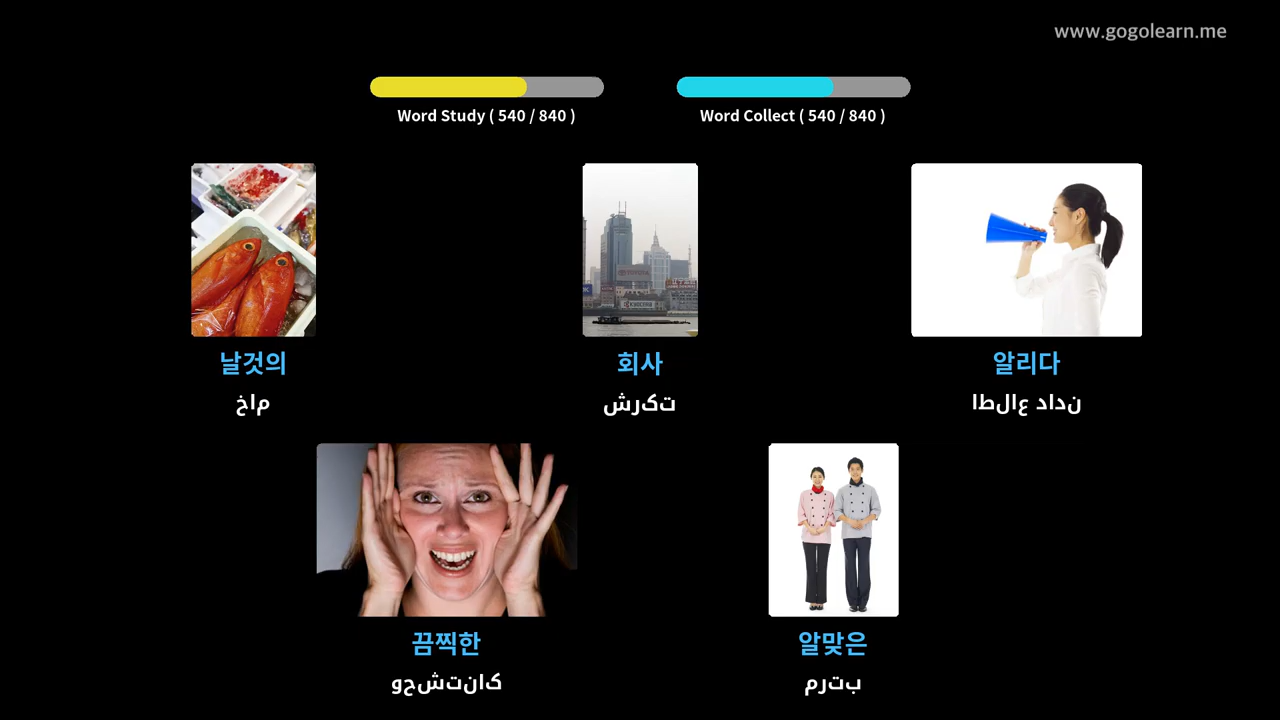 www.gogolearn.me
Word Study ( 540 / 840 )
Word Collect ( 540 / 840 )
TOYOTA
날것의
خام
회사
شرکت
알리다
اطلاع دادن
끔찍한
وحشتناک
알맞은
مرتب